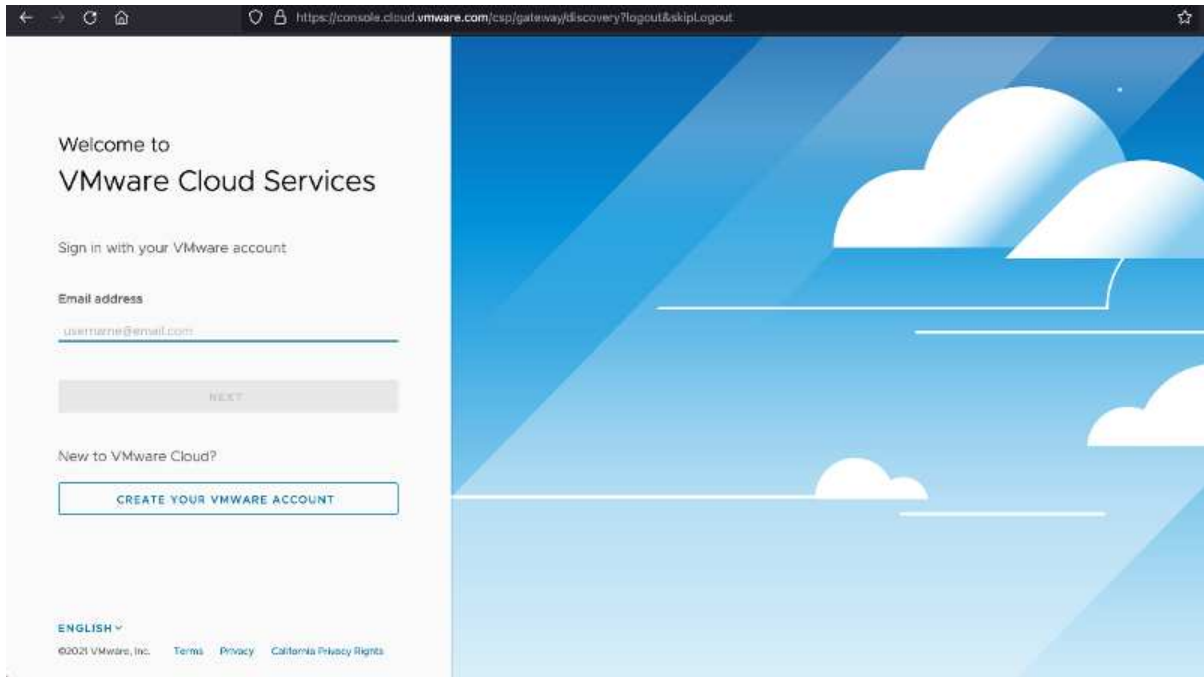 https://console.cloud.vmware.com/csp/gateway/discovery?logout&skipLogout
Welcome to
VMware Cloud Services
Sign in with your VMware account
Email address
username@email.com
NEXT
New to VMware Cloud?
CREATE YOUR VMWARE ACCOUNT
ENGLISH
©2021 VMware, Inc. Terms Privacy California Privacy Rights